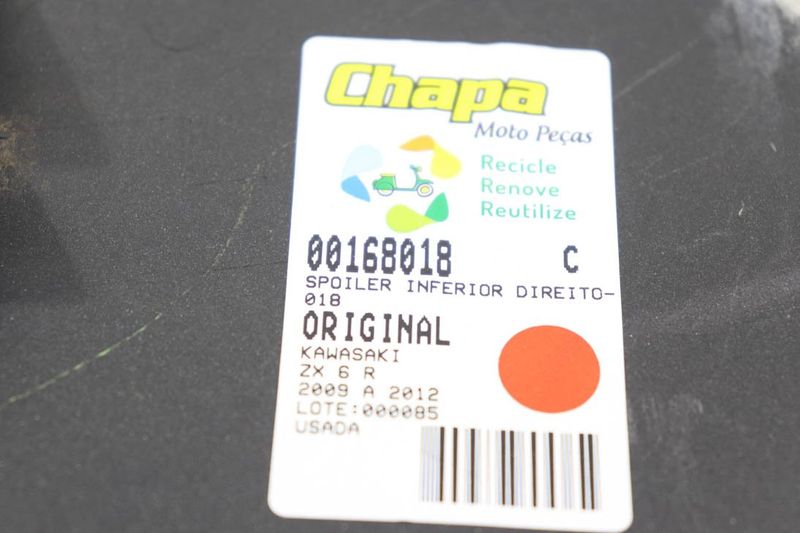 Chapa
Moto Peças
Recicle
Renove
Reutilize
00168018 C
SPOILER INFERIOR DIREITO-
018
ORIGINAL
KAWASAKI
ZX 6 R
2009 A 2012
LOTE:000085
USADA